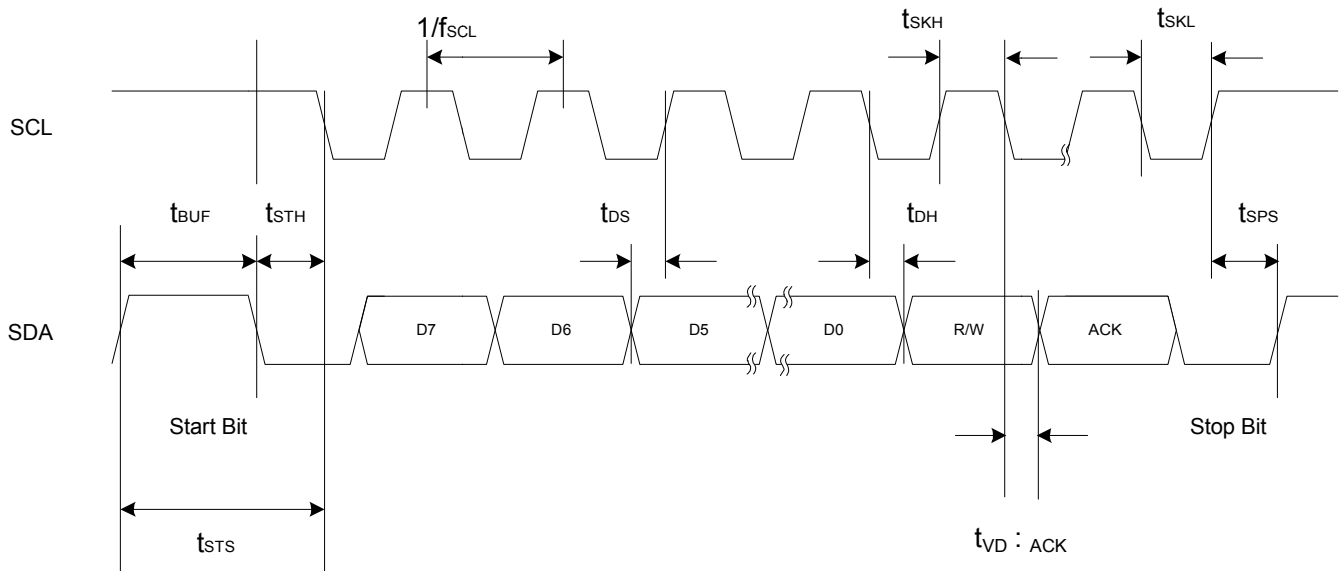 1/fSCL
tSKH
tSKL
SCL
tBUF
tSTH
tDS
tDH
tSPS
SDA
D7
D6
D5
D0
R/W
ACK
Start Bit
Stop Bit
tSTS
tVD : ACK